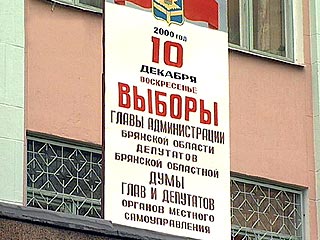 2000 год
10
ДЕКАБРЯ
ВОСКРЕСЕНЬЕ
ВЫБОРЫ
ГЛАВЫ АДМИНИСТРАЦИИ
БРЯНСКОЙ ОБЛАСТИ
ДЕПУТАТОВ
БРЯНСКОЙ ОБЛАСТНОЙ
ДУМЫ
ГЛАВ И ДЕПУТАТОВ
ОРГАНОВ МЕСТНОГО
САМОУПРАВЛЕНИЯ